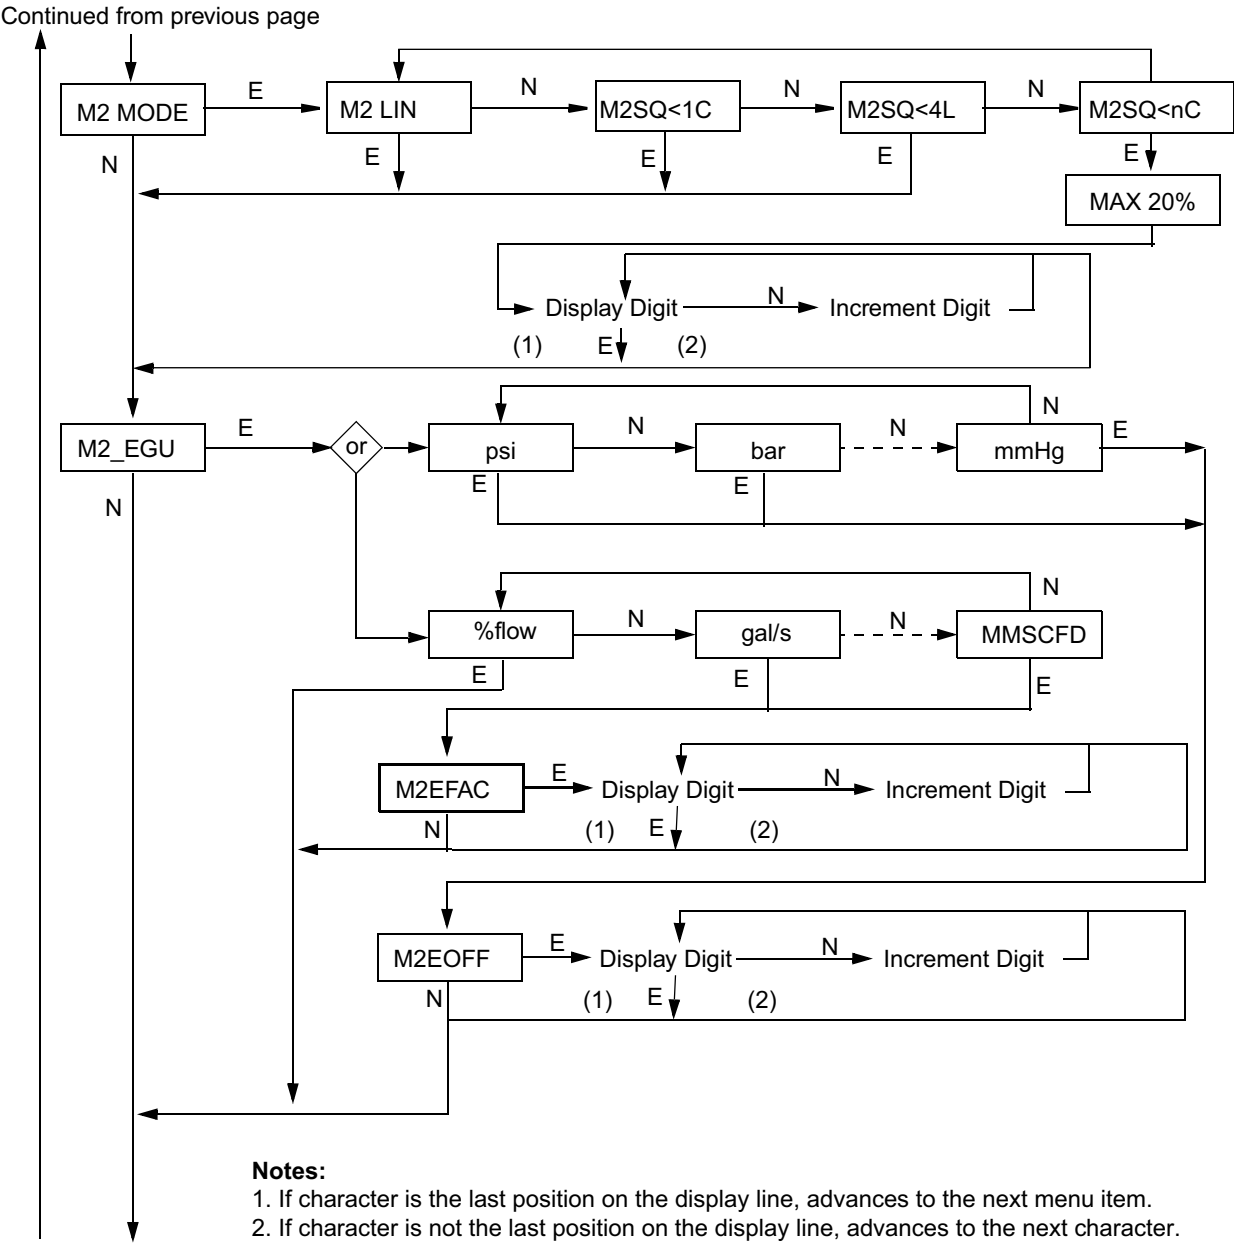 Continued from previous page
M2 MODE
E
M2 LIN
N
M2SQ<1C
N
M2SQ<4L
N
M2SQ<nC
N
E
E
E
E
MAX 20%
Display Digit
N
Increment Digit
(1)
E
(2)
M2_EGU
E
or
psi
N
bar
N
mmHg
N
E
N
E
E
%flow
N
gal/s
N
MMSCFD
N
E
E
E
M2EFAC
E
Display Digit
N
Increment Digit
N
(1)
E
(2)
M2EOFF
E
Display Digit
N
Increment Digit
N
(1)
E
(2)
Notes:
1. If character is the last position on the display line, advances to the next menu item.
2. If character is not the last position on the display line, advances to the next character.